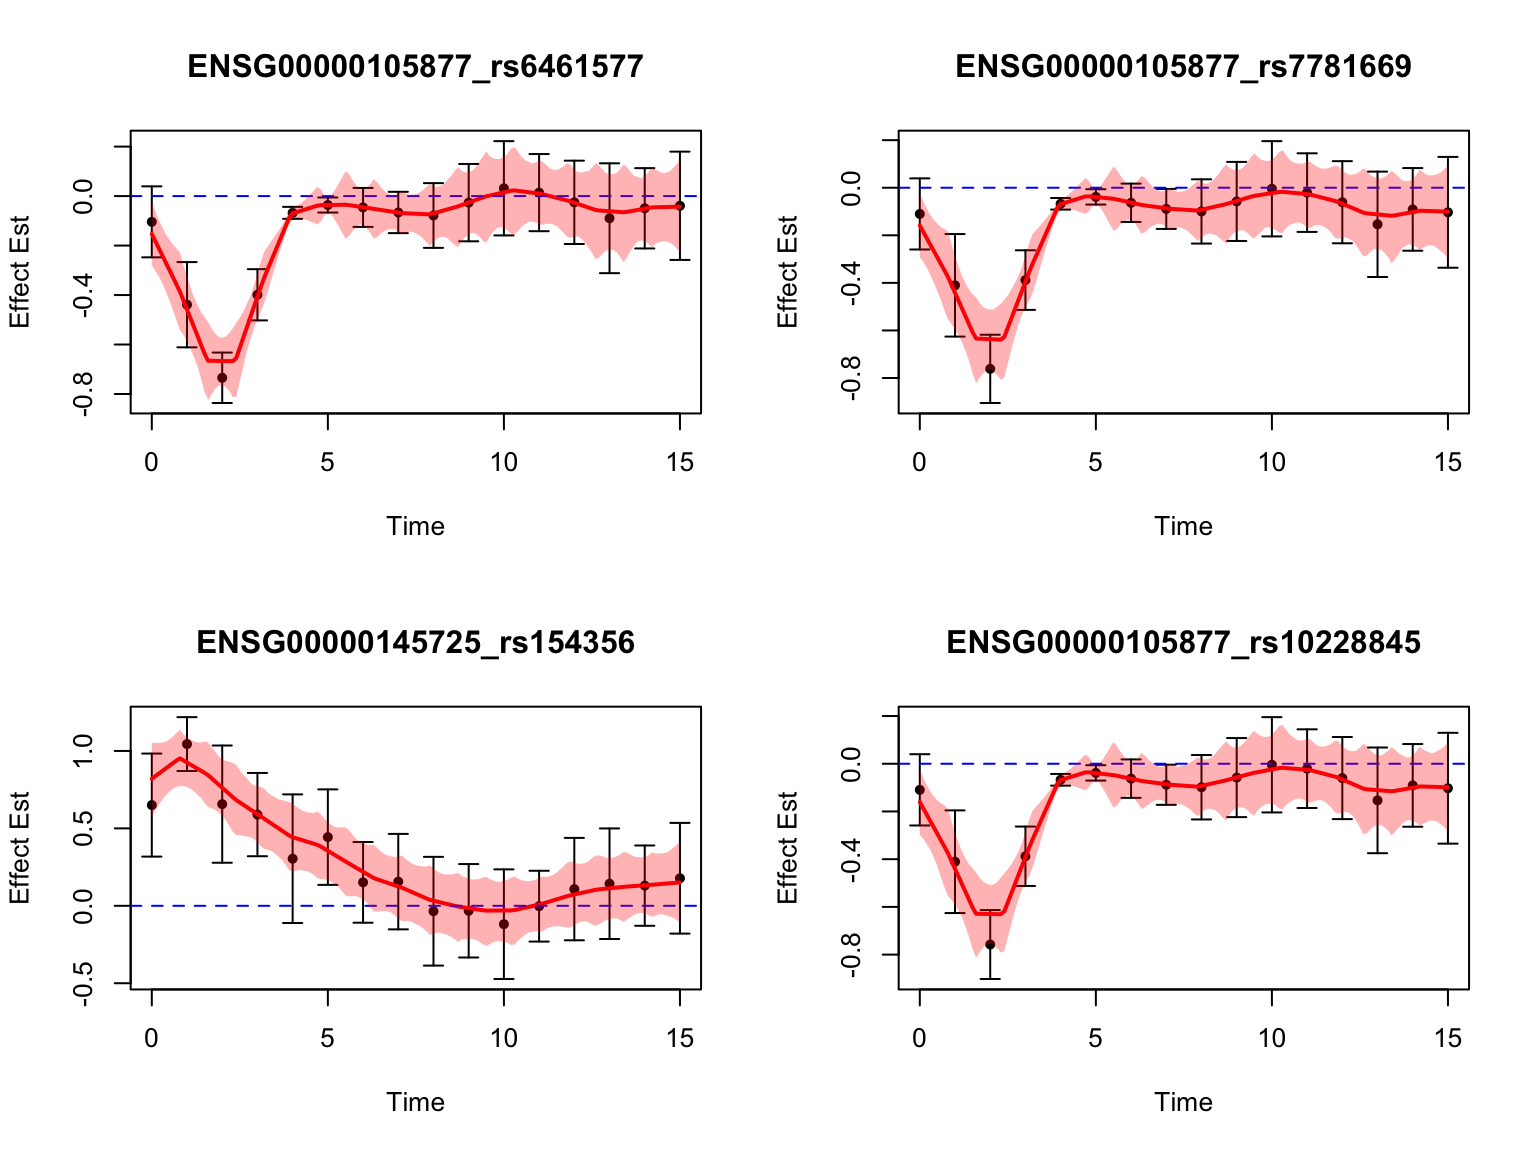 ENSG00000105877_rs6461577
Effect Est
0.0
-0.4
-0.8
0 5 10 15
Time
ENSG00000105877_rs7781669
Effect Est
0.0
-0.4
-0.8
0 5 10 15
Time
ENSG00000145725_rs154356
Effect Est
1.0
0.5
0.0
-0.5
0 5 10 15
Time
ENSG00000105877_rs10228845
Effect Est
0.0
-0.4
-0.8
0 5 10 15
Time